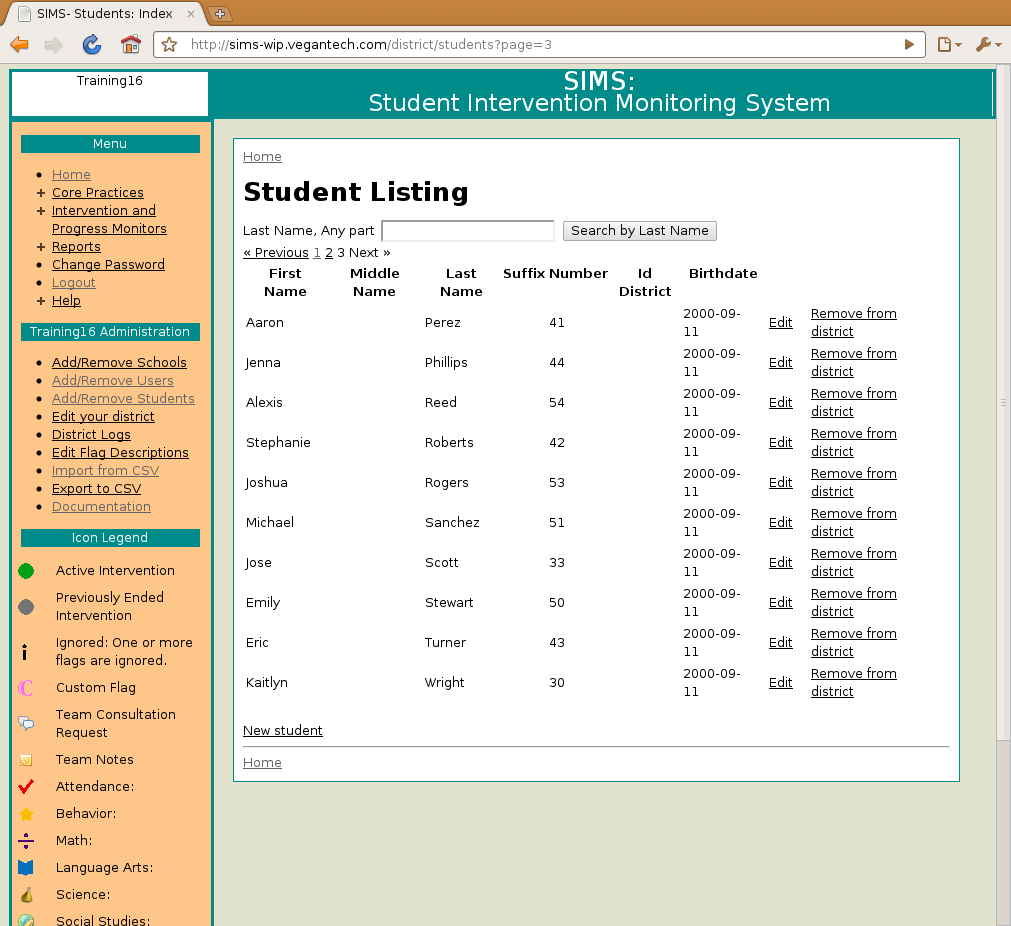 SIMS- Students: Index
http://sims-wip.vegantech.com/district/students?page=3
Training16
SIMS:
Student Intervention Monitoring System
Menu
Home
Core Practices
Intervention and
Progress Monitors
Reports
Change Password
Logout
Help
Training16 Administration
Add/Remove Schools
Add/Remove Users
Add/Remove Students
Edit your district
District Logs
Edit Flag Descriptions
Import from CSV
Export to CSV
Documentation
Icon Legend
Active Intervention
Previously Ended
Intervention
Ignored: One or more
flags are ignored.
Custom Flag
Team Consultation
Request
Team Notes
Attendance:
Behavior:
Math:
Language Arts:
Science:
Social Studies:
Home
Student Listing
Last Name, Any part Search by Last Name
« Previous 1 2 3 Next »
First Middle Last Suffix Number Id Birthdate
Name Name Name District
Aaron Perez 41 2000-09-11 Edit Remove from district
Jenna Phillips 44 2000-09-11 Edit Remove from district
Alexis Reed 54 2000-09-11 Edit Remove from district
Stephanie Roberts 42 2000-09-11 Edit Remove from district
Joshua Rogers 53 2000-09-11 Edit Remove from district
Michael Sanchez 51 2000-09-11 Edit Remove from district
Jose Scott 33 2000-09-11 Edit Remove from district
Emily Stewart 50 2000-09-11 Edit Remove from district
Eric Turner 43 2000-09-11 Edit Remove from district
Kaitlyn Wright 30 2000-09-11 Edit Remove from district
New student
Home